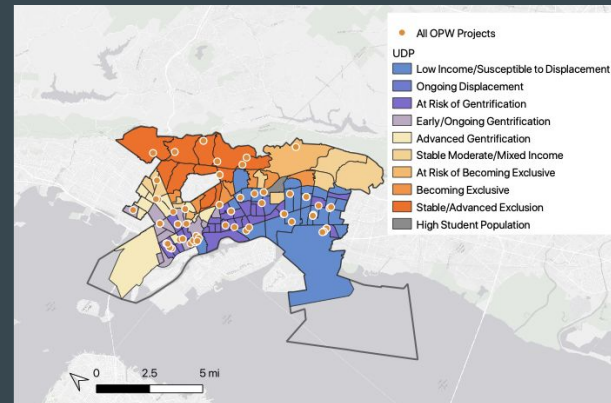 All OPW Projects
UDP
Low Income/Susceptible to Displacement
Ongoing Displacement
At Risk of Gentrification
Early/Ongoing Gentrification
Advanced Gentrification
Stable Moderate/Mixed Income
At Risk of Becoming Exclusive
Becoming Exclusive
Stable/Advanced Exclusion
High Student Population
0 2.5 5 mi